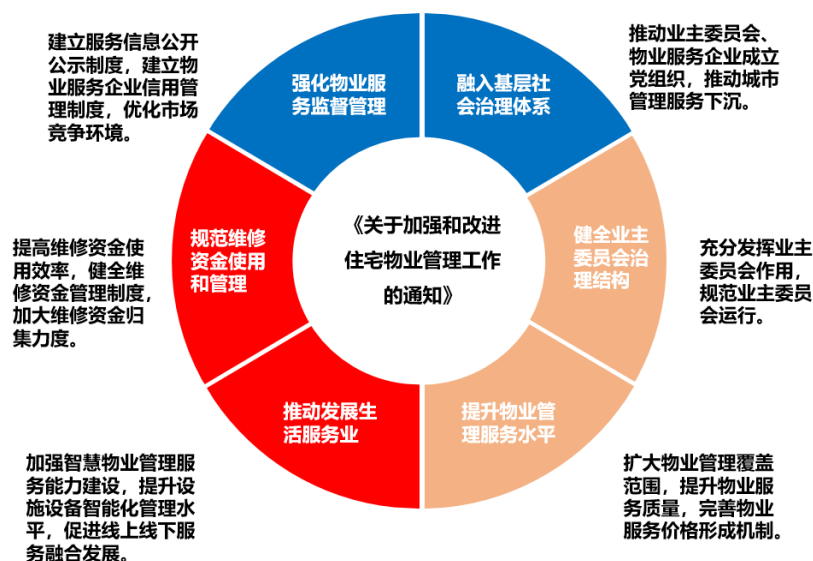 建立服务信息公开
公示制度，建立物
业服务企业信用管
理制度，优化市场
竞争环境。
强化物业服
务监督管理
融入基层社
会治理体系
推动业主委员会、
物业服务企业成立
党组织，推动城市
管理服务下沉。
提高维修资金使
用效率，健全维
修资金管理制度，
加大维修资金归
集力度。
规范维修
资金使用
和管理
《关于加强和改进
住宅物业管理工作
的通知》
健全业主
委员会治
理结构
充分发挥业主
委员会作用，
规范业主委员
会运行。
加强智慧物业管理服
务能力建设，提升设
施设备智能化管理水
平，促进线上线下服
务融合发展。
推动发展生
活服务业
提升物业管
理服务水平
扩大物业管理覆盖
范围，提升物业服
务质量，完善物业
服务价格形成机制。